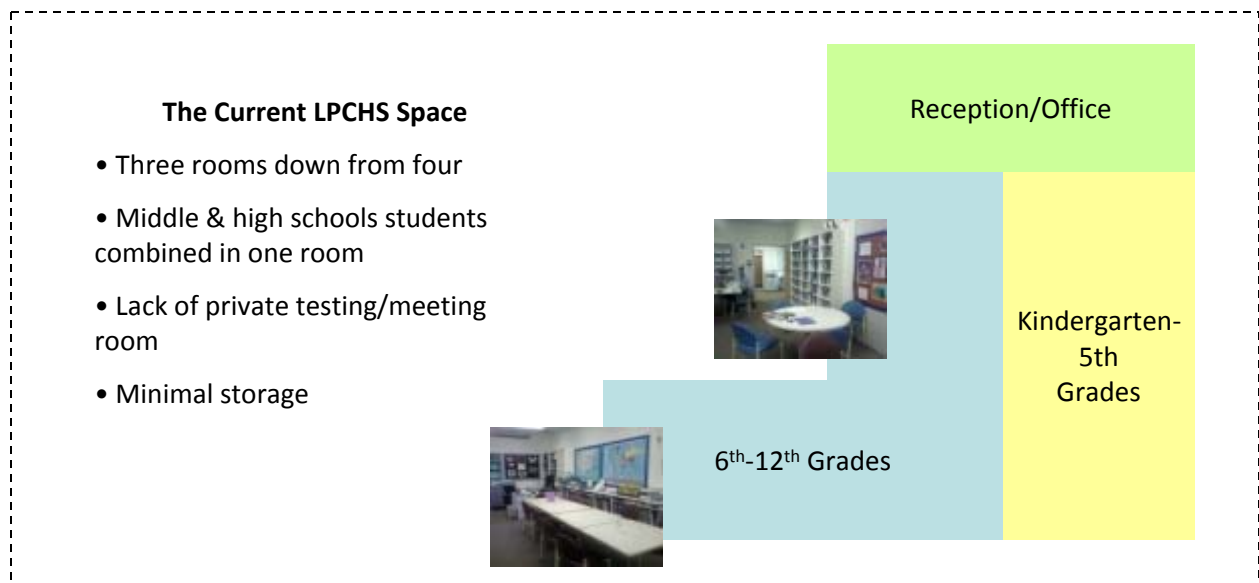 The Current LPCHS Space
• Three rooms down from four
• Middle & high schools students
combined in one room
• Lack of private testing/meeting
room
• Minimal storage
Reception/Office
Kindergarten-
5th
Grades
6th-12th Grades